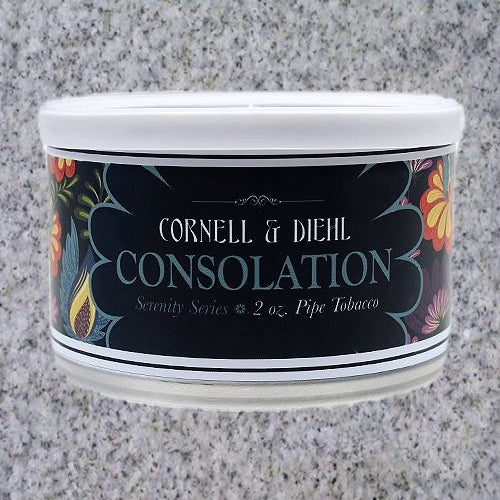 CORNELL & DIEHL
CONSOLATION
Serenity Series ❋ 2 oz. Pipe Tobacco